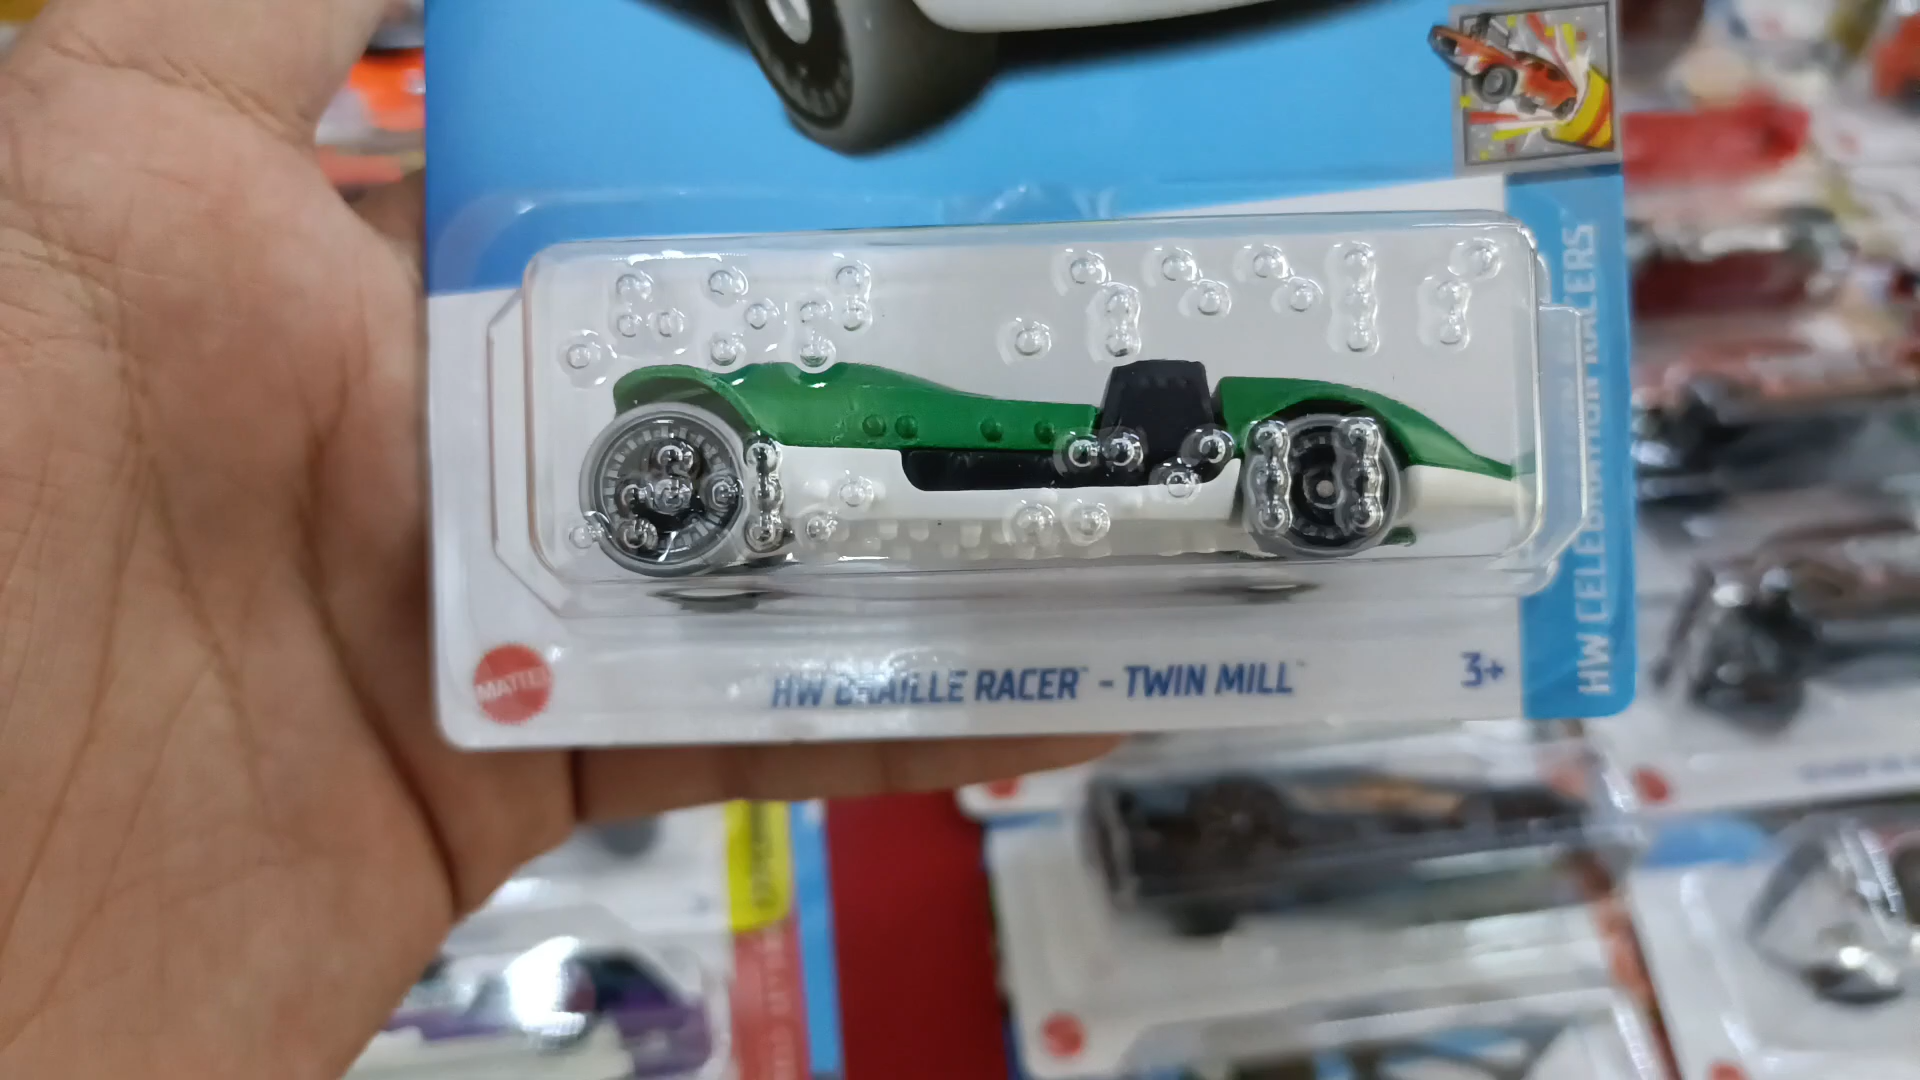 MATTEL
HW BRAILLE RACER™ - TWIN MILL™
3+
HW CELEBRATION RACERS™